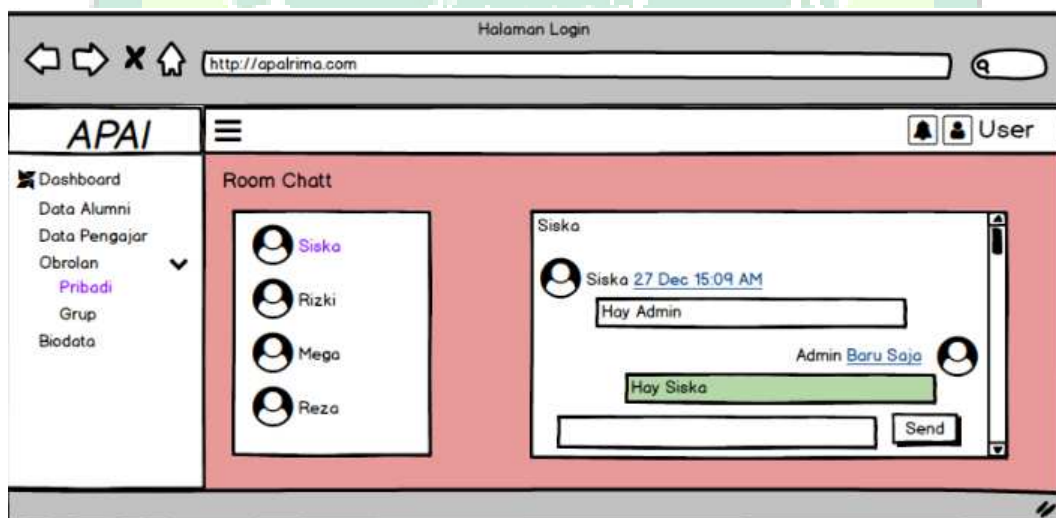 Halaman Login
http://apalrima.com
APAI
User
Dashboard
Data Alumni
Data Pengajar
Obrolan
Pribadi
Grup
Biodata
Room Chatt
Siska
Rizki
Mega
Reza
Siska
Siska 27 Dec 15:09 AM
Hay Admin
Admin Baru Saja
Hay Siska
Send